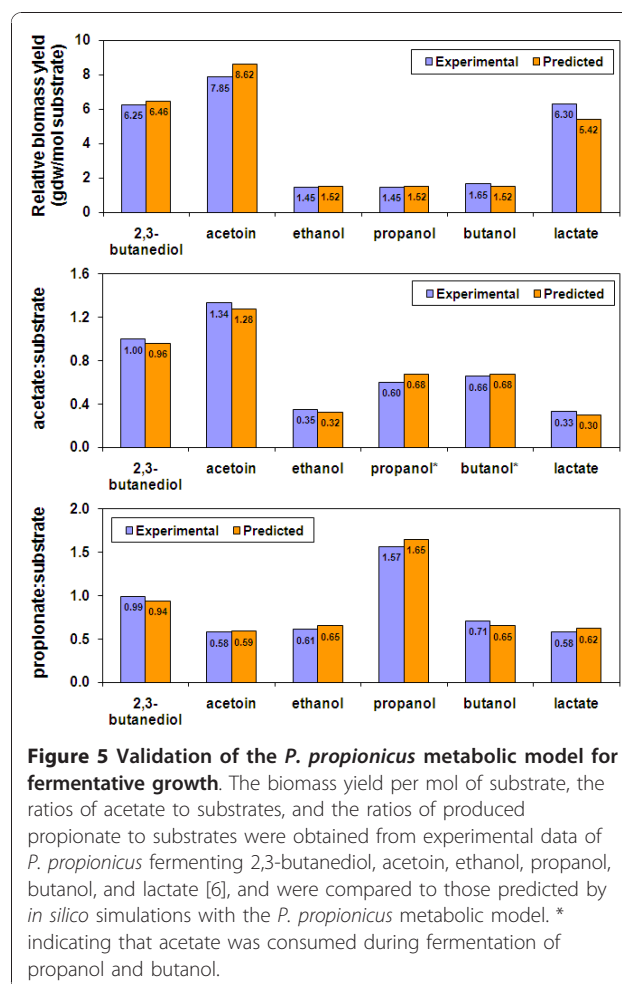 Relative biomass yield
(gdw/mol substrate)
10
8
6
4
2
0
Experimental Predicted
6.25 6.46 7.85 8.62 1.45 1.52 1.45 1.52 1.65 1.52 6.30 5.42
2,3-
butanediol acetoin ethanol propanol butanol lactate
acetate:substrate
1.6
1.2
0.8
0.4
0.0
Experimental Predicted
1.00 0.96 1.34 1.28 0.35 0.32 0.60 0.68 0.66 0.68 0.33 0.30
2,3-
butanediol acetoin ethanol propanol* butanol* lactate
proplonate:substrate
2.0
1.5
1.0
0.5
0.0
Experimental Predicted
0.99 0.94 0.58 0.59 0.61 0.65 1.57 1.65 0.71 0.65 0.58 0.62
2,3-
butanediol acetoin ethanol propanol butanol lactate
Figure 5 Validation of the P. propionicus metabolic model for
fermentative growth. The biomass yield per mol of substrate, the
ratios of acetate to substrates, and the ratios of produced
propionate to substrates were obtained from experimental data of
P. propionicus fermenting 2,3-butanediol, acetoin, ethanol, propanol,
butanol, and lactate [6], and were compared to those predicted by
in silico simulations with the P. propionicus metabolic model. *
indicating that acetate was consumed during fermentation of
propanol and butanol.